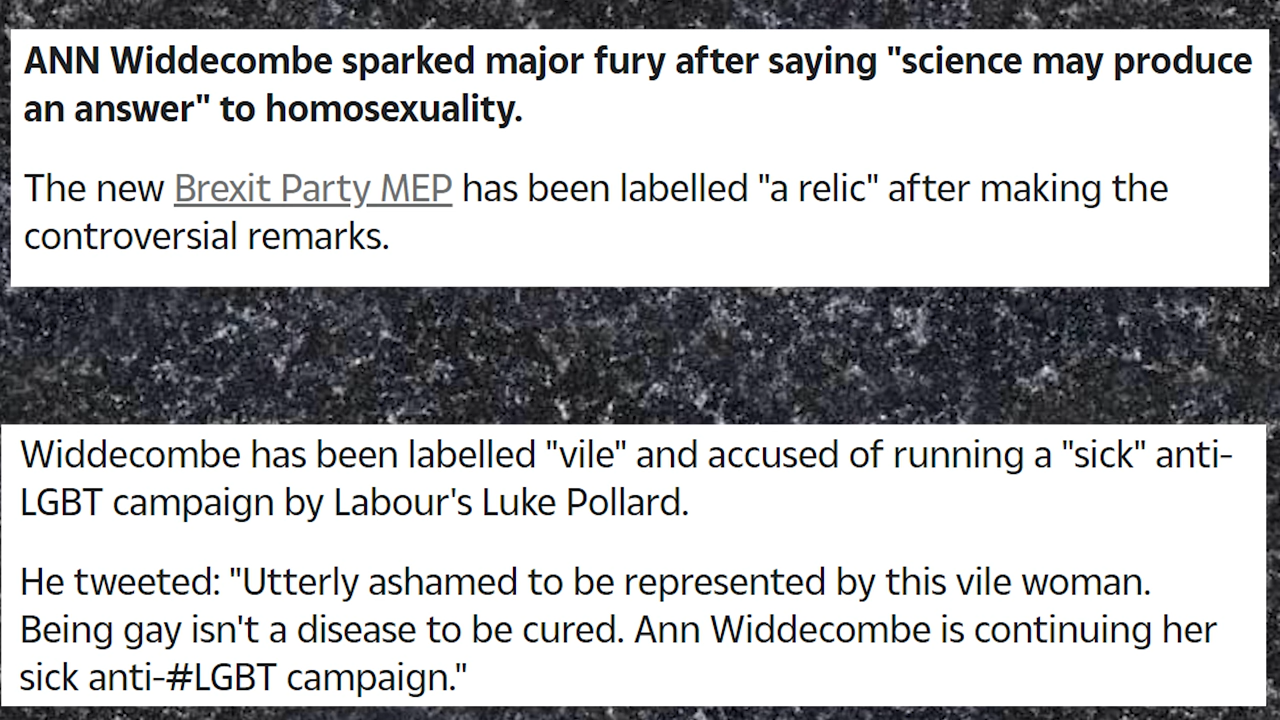 ANN Widdecombe sparked major fury after saying "science may produce
an answer" to homosexuality.
The new Brexit Party MEP has been labelled "a relic" after making the
controversial remarks.
Widdecombe has been labelled "vile" and accused of running a "sick" anti-
LGBT campaign by Labour's Luke Pollard.
He tweeted: "Utterly ashamed to be represented by this vile woman.
Being gay isn't a disease to be cured. Ann Widdecombe is continuing her
sick anti-#LGBT campaign."